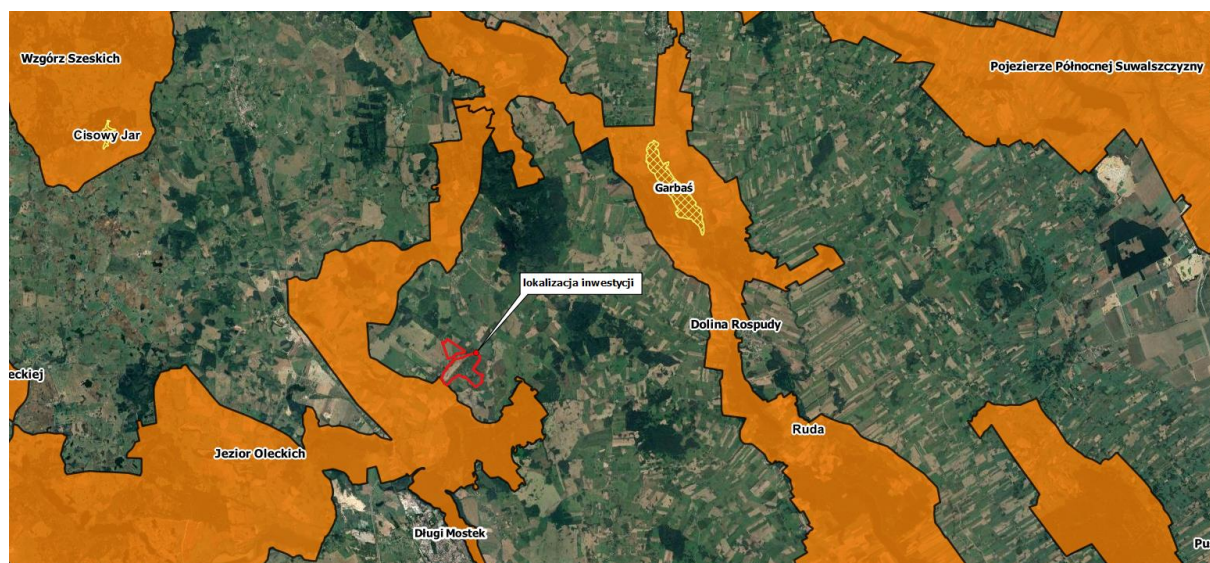 Wzgórz Szeskich
Pojezierze Północnej Suwalszczyzny
Cisowy Jar
Garbaś
lokalizacja inwestycji
Dolina Rospudy
eckiej
Ruda
Jezior Oleckich
Długi Mostek
Pu